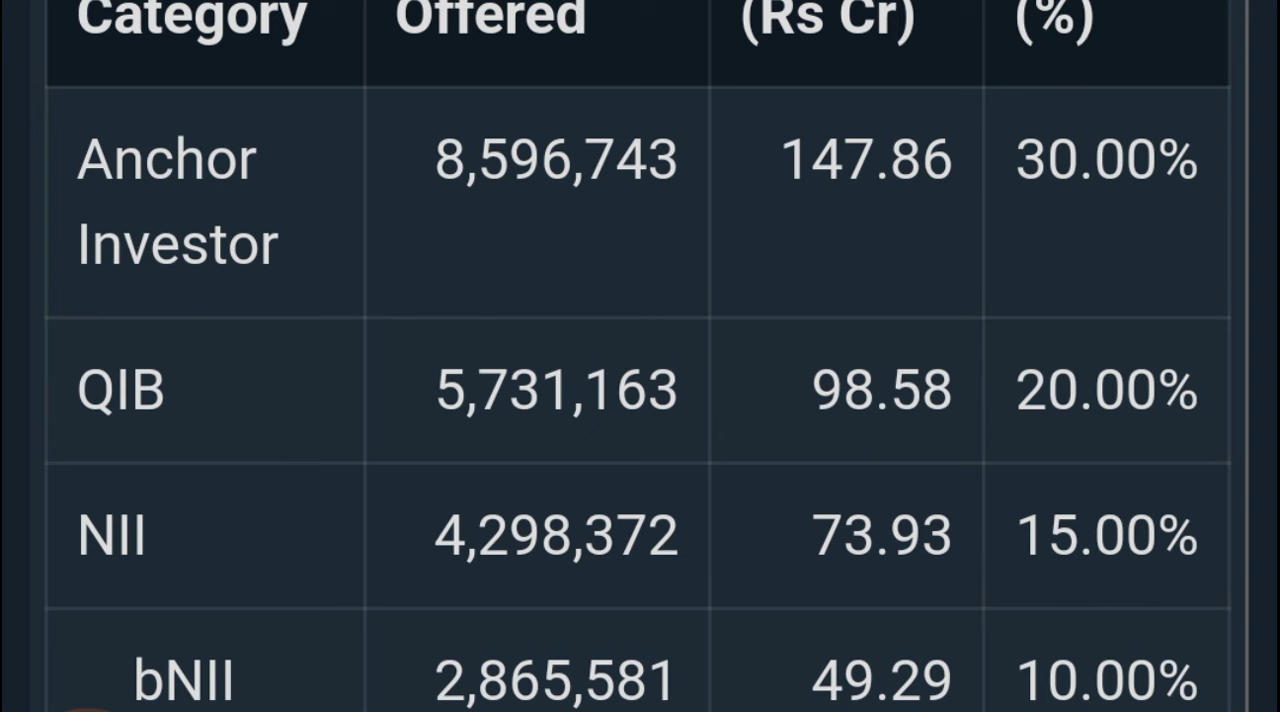 Category Offered (Rs Cr) (%)
Anchor 8,596,743 147.86 30.00%
Investor
QIB 5,731,163 98.58 20.00%
NII 4,298,372 73.93 15.00%
bNII 2,865,581 49.29 10.00%